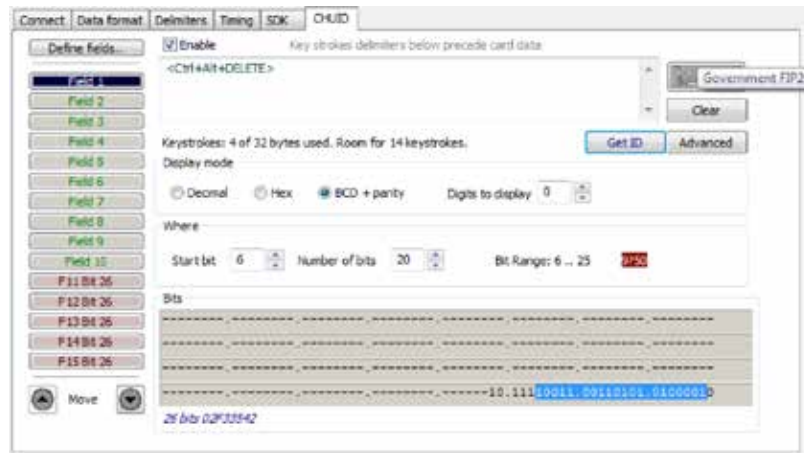 Connect Data format Delimiters Timing SDK CHUID
Define fields... Enable Key strokes delimiters below precede card data
<Ctrl+Alt+DELETE>
Field 1
Government FIP2
Field 2
Clear
Field 3
Field 4 Keystrokes: 4 of 32 bytes used. Room for 14 keystrokes. Get ID Advanced
Field 5 Display mode
Field 6
Decimal Hex BCD + parity Digits to display 0
Field 7
Field 8 Where
Field 9
Field 10 Start bit 6 Number of bits 20 Bit Range: 6 .. 25 9750
F11 Bit 26
F12 Bit 26 Bits
F13 Bit 26 --------.--------.--------.--------.--------.--------.--------.--------
F14 Bit 26 --------.--------.--------.--------.--------.--------.--------.--------
F15 Bit 26 --------.--------.--------.--------.--------.--------.--------.--------
Move --------.--------.--------.--------.------10.11110011.00110101.01000010
26 bits 02F33542